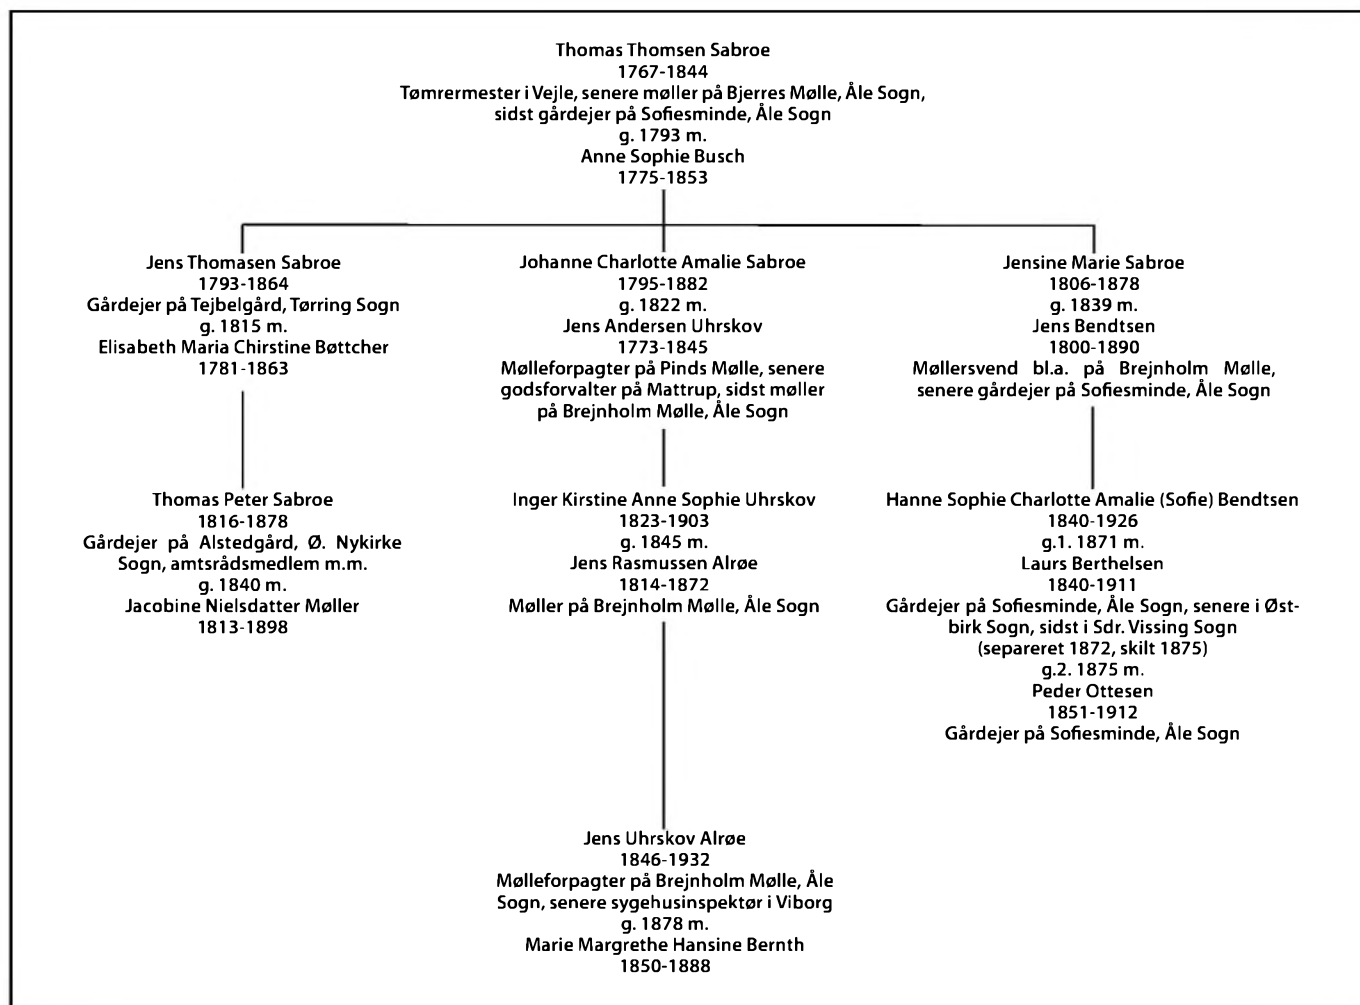 Thomas Thomsen Sabroe
1767-1844
Tømrermester i Vejle, senere møller på Bjerres Mølle, Åle Sogn,
sidst gårdejer på Sofiesminde, Åle Sogn
g. 1793 m.
Anne Sophie Busch
1775-1853
Jens Thomasen Sabroe
1793-1864
Gårdejer på Tejbelgård, Tørring Sogn
g. 1815 m.
Elisabeth Maria Chirstine Bøttcher
1781-1863
Johanne Charlotte Amalie Sabroe
1795-1882
g. 1822 m.
Jens Andersen Uhrskov
1773-1845
Mølleforpagter på Pinds Mølle, senere
godsforvalter på Mattrup, sidst møller
på Brejnholm Mølle, Åle Sogn
Jensine Marie Sabroe
1806-1878
g. 1839 m.
Jens Bendtsen
1800-1890
Møllersvend bl.a. på Brejnholm Mølle,
senere gårdejer på Sofiesminde, Åle Sogn
Thomas Peter Sabroe
1816-1878
Gårdejer på Alstedgård, Ø. Nykirke
Sogn, amtsrådsmedlem m.m.
g. 1840 m.
Jacobine Nielsdatter Møller
1813-1898
Inger Kirstine Anne Sophie Uhrskov
1823-1903
g. 1845 m.
Jens Rasmussen Alrøe
1814-1872
Møller på Brejnholm Mølle, Åle Sogn
Hanne Sophie Charlotte Amalie (Sofie) Bendtsen
1840-1926
g.1. 1871 m.
Laurs Berthelsen
1840-1911
Gårdejer på Sofiesminde, Åle Sogn, senere i Øst-
birk Sogn, sidst i Sdr. Vissing Sogn
(separeret 1872, skilt 1875)
g.2. 1875 m.
Peder Ottesen
1851-1912
Gårdejer på Sofiesminde, Åle Sogn
Jens Uhrskov Alrøe
1846-1932
Mølleforpagter på Brejnholm Mølle, Åle
Sogn, senere sygehusinspektør i Viborg
g. 1878 m.
Marie Margrethe Hansine Bernth
1850-1888